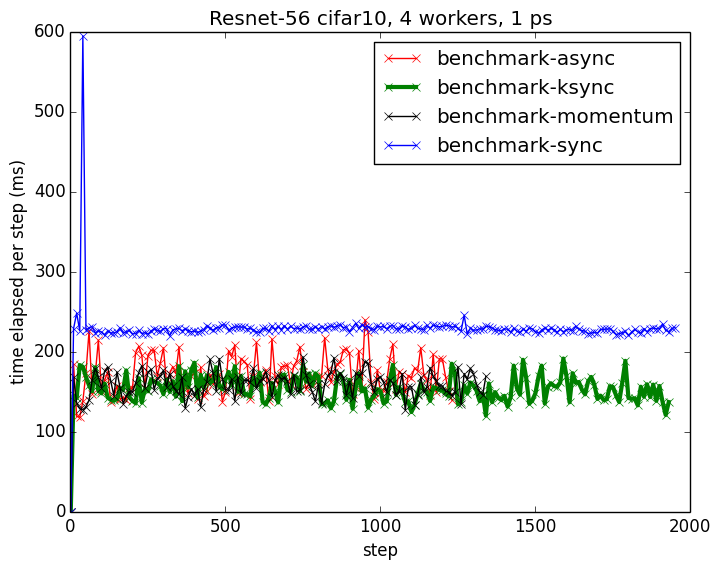 Resnet-56 cifar10, 4 workers, 1 ps
600
500
400
300
200
100
0
time elapsed per step (ms)
benchmark-async
benchmark-ksync
benchmark-momentum
benchmark-sync
0 500 1000 1500 2000
step